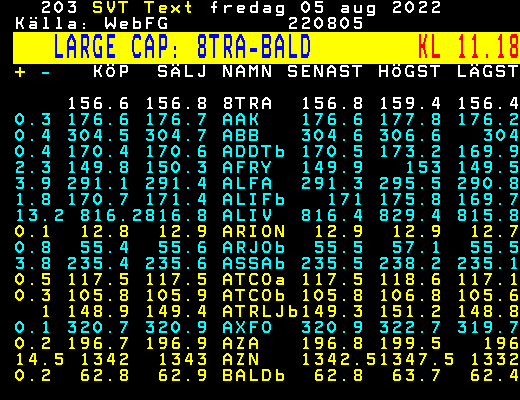 203 SVT Text fredag 05 aug 2022
Källa: WebFG 220805
LARGE CAP: 8TRA-BALD KL 11.18
+ - KÖP SÄLJ NAMN SENAST HÖGST LÄGST
156.6 156.8 8TRA 156.8 159.4 156.4
0.3 176.6 176.7 AAK 176.6 177.8 176.2
0.4 304.5 304.7 ABB 304.6 306.6 304
0.4 170.4 170.6 ADDTb 170.5 173.2 169.9
2.3 149.8 150.3 AFRY 149.9 153 149.5
3.9 291.1 291.4 ALFA 291.3 295.5 290.8
1.8 170.7 171.4 ALIFb 171 175.8 169.7
13.2 816.2816.8 ALIV 816.4 829.4 815.8
0.1 12.8 12.9 ARION 12.9 12.9 12.7
0.8 55.4 55.6 ARJOb 55.5 57.1 55.5
3.8 235.4 235.6 ASSAb 235.5 238.2 235.1
0.5 117.5 117.5 ATCOa 117.5 118.6 117.1
0.3 105.8 105.9 ATCOb 105.8 106.8 105.6
1 148.9 149.4 ATRLJb149.3 151.2 148.8
0.1 320.7 320.9 AXFO 320.9 322.7 319.7
0.2 196.7 196.9 AZA 196.8 199.5 196
14.5 1342 1343 AZN 1342.51347.5 1332
0.2 62.8 62.9 BALDb 62.8 63.7 62.4